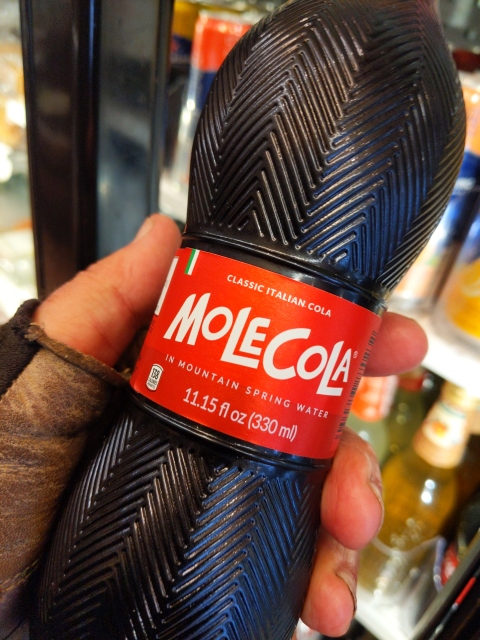 CLASSIC ITALIAN COLA
MOLECOLA®
IN MOUNTAIN SPRING WATER
11.15 fl oz (330 ml)